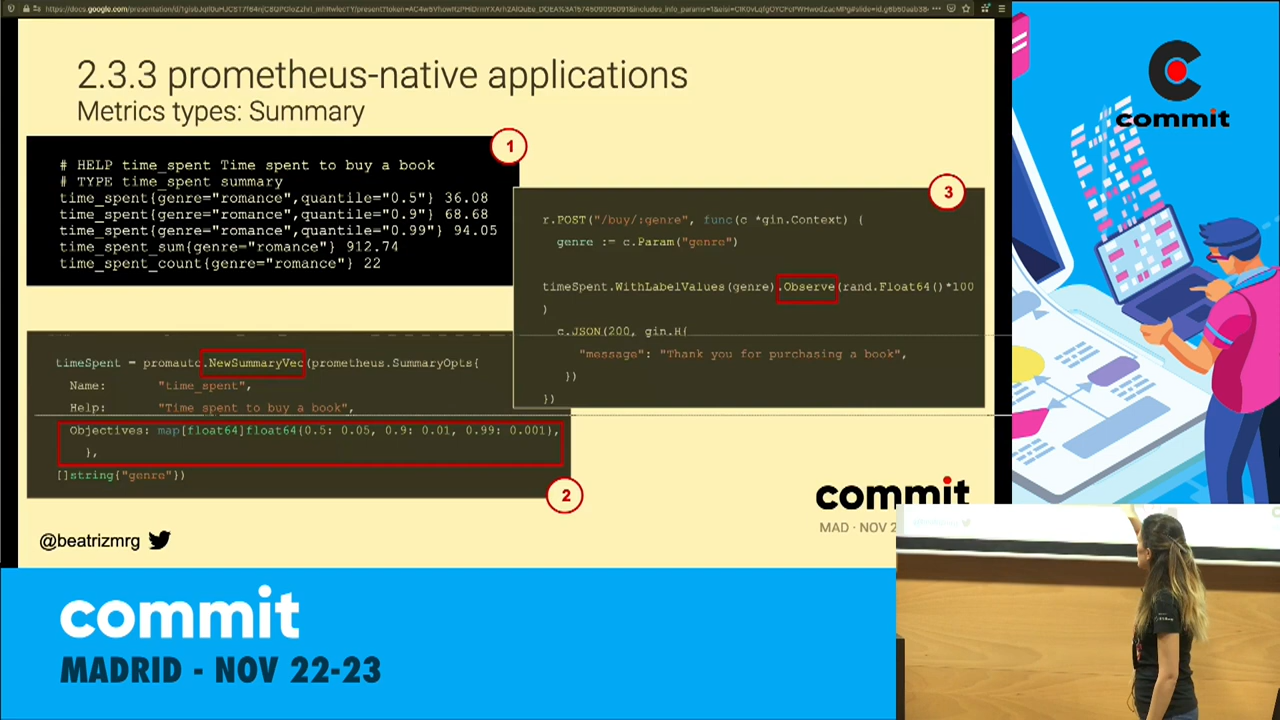 2.3.3 prometheus-native applications
Metrics types: Summary
1
# HELP time_spent Time spent to buy a book
# TYPE time_spent summary
time_spent{genre="romance",quantile="0.5"} 36.08
time_spent{genre="romance",quantile="0.9"} 68.68
time_spent{genre="romance",quantile="0.99"} 94.05
time_spent_sum{genre="romance"} 912.74
time_spent_count{genre="romance"} 22
3
r.POST("/buy/:genre", func(c *gin.Context) {
genre := c.Param("genre")
timeSpent.WithLabelValues(genre).Observe(rand.Float64()*100
)
c.JSON(200, gin.H{
"message": "Thank you for purchasing a book",
})
})
timeSpent = promauto.NewSummaryVec(prometheus.SummaryOpts{
Name: "time_spent",
Help: "Time spent to buy a book",
Objectives: map[float64]float64{0.5: 0.05, 0.9: 0.01, 0.99: 0.001},
},
[]string{"genre"})
2
commit
MAD · NOV 2
@beatrizmrg
commit
commit
MADRID - NOV 22-23